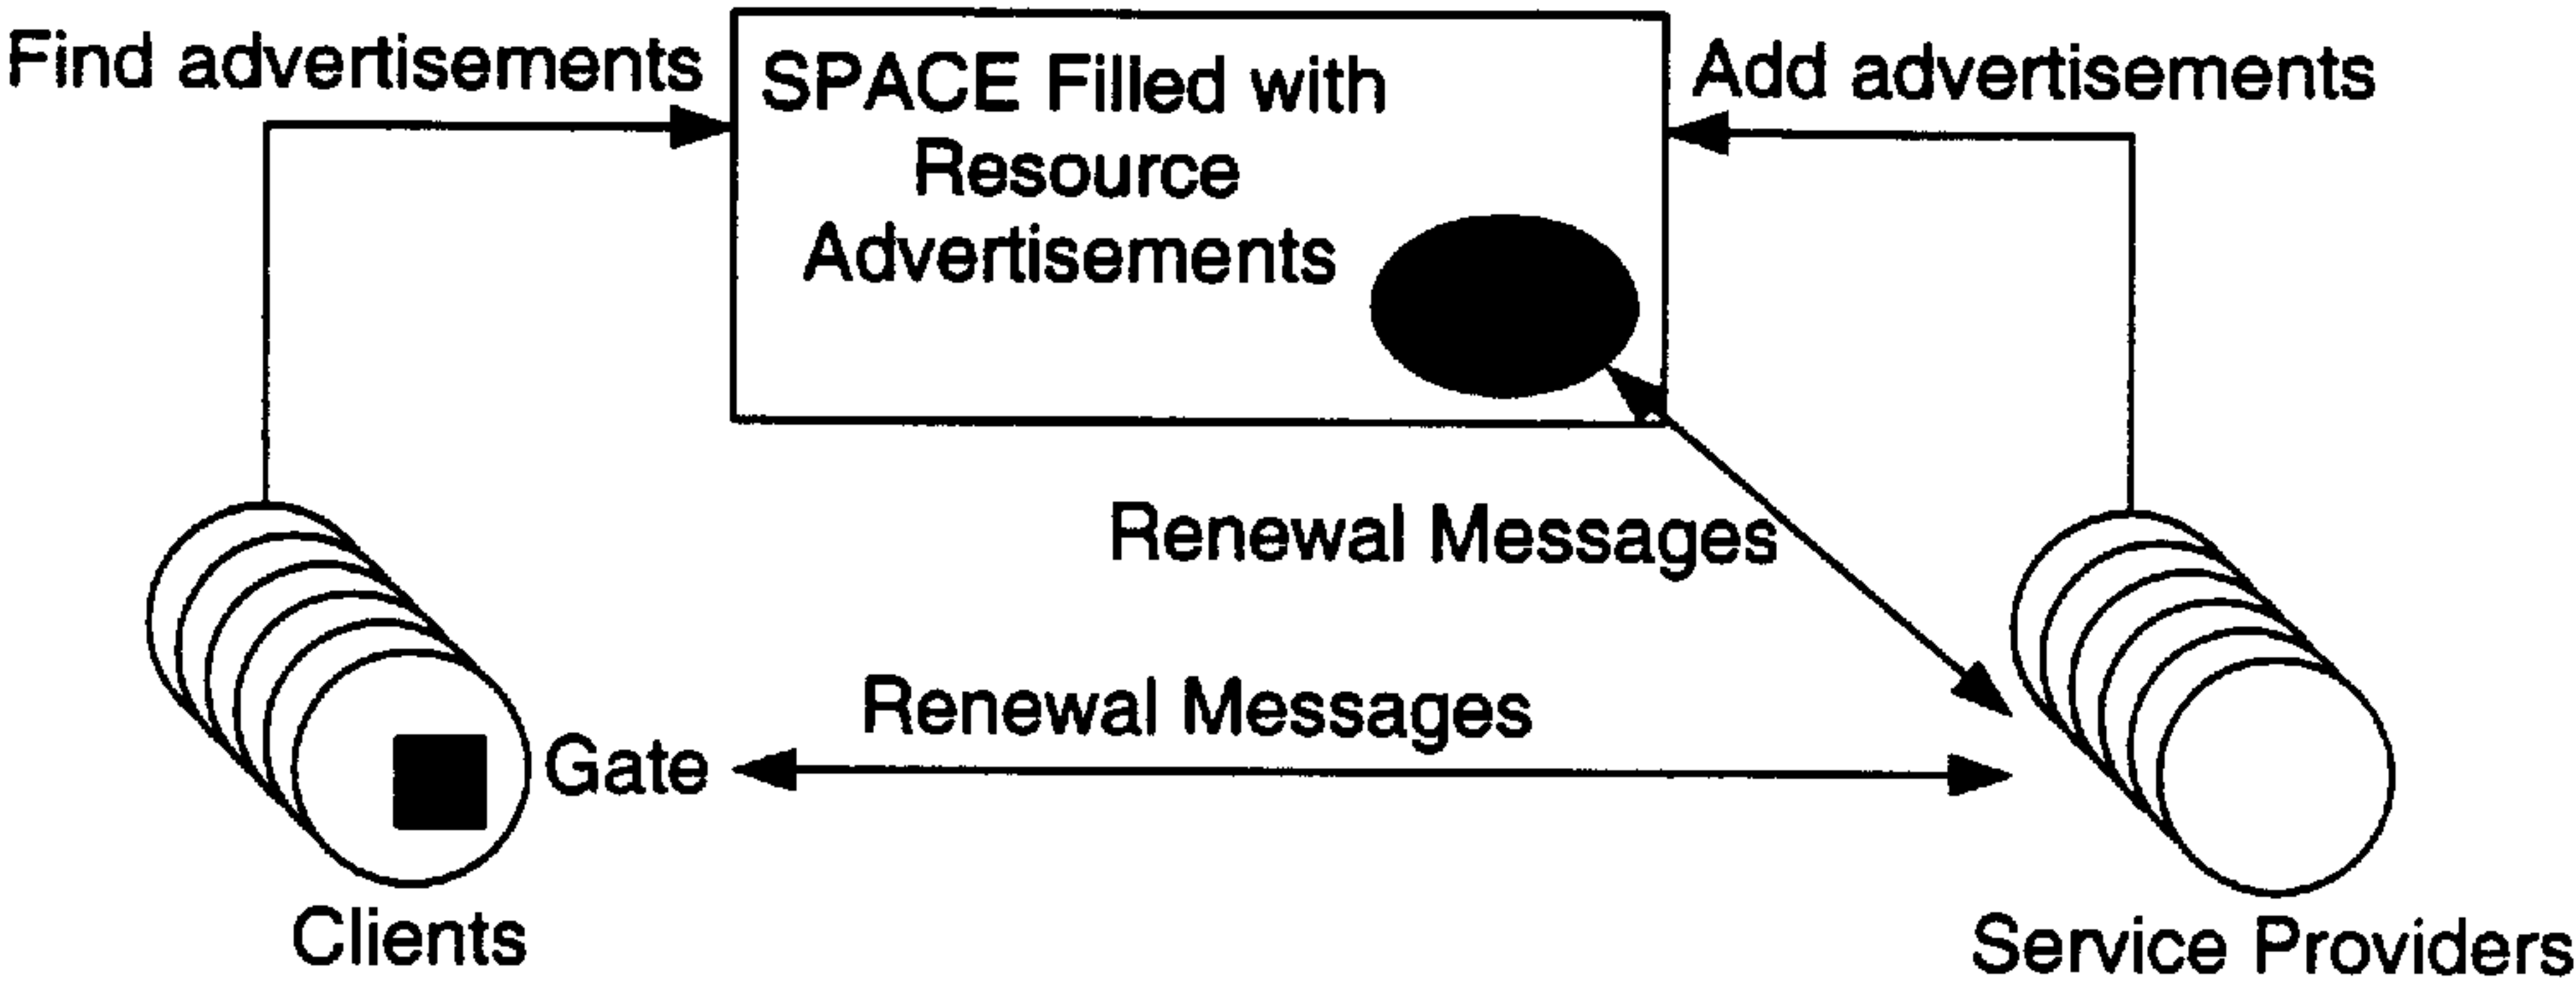 Find advertisements
SPACE Filled with
Resource
Advertisements
Add advertisements
Renewal Messages
Renewal Messages
Gate
Clients
Service Providers